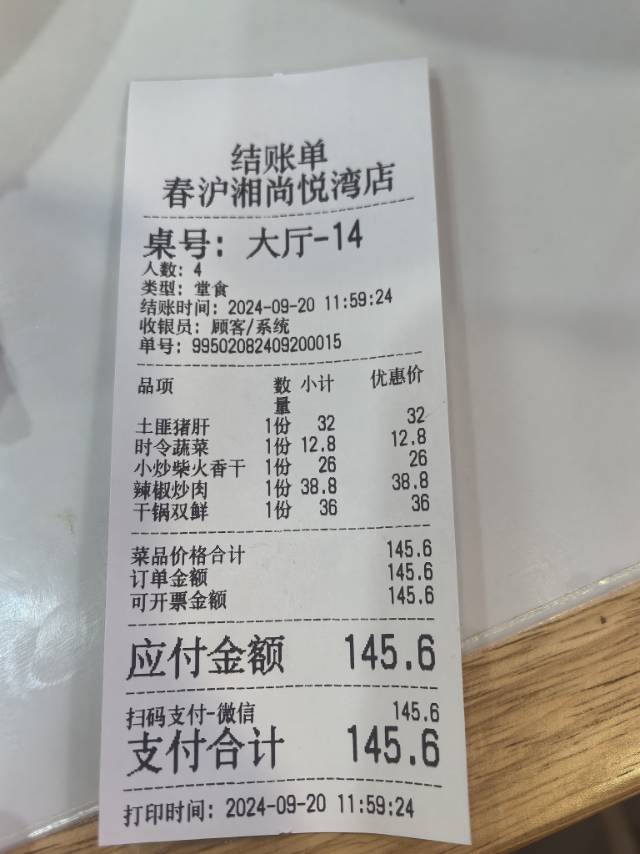 结账单
春沪湘尚悦湾店
桌号: 大厅-14
人数: 4
类型: 堂食
结账时间: 2024-09-20 11:59:24
收银员: 顾客/系统
单号: 99502082409200015
品项 数量 小计 优惠价
土匪猪肝 1份 32 32
时令蔬菜 1份 12.8 12.8
小炒柴火香干 1份 26 26
辣椒炒肉 1份 38.8 38.8
干锅双鲜 1份 36 36
菜品价格合计 145.6
订单金额 145.6
可开票金额 145.6
应付金额 145.6
扫码支付-微信 145.6
支付合计 145.6
打印时间: 2024-09-20 11:59:24